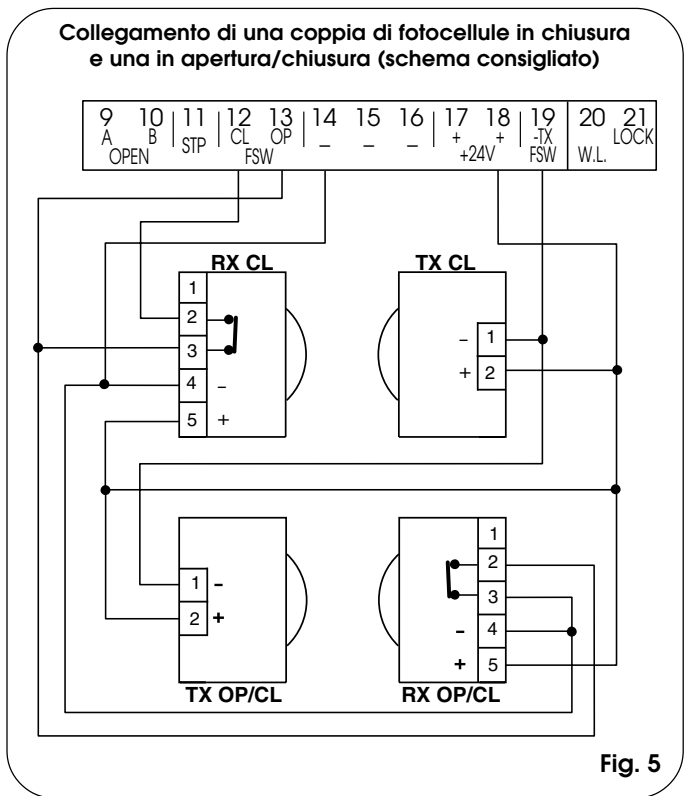 Collegamento di una coppia di fotocellule in chiusura
e una in apertura/chiusura (schema consigliato)
9 10 11 12 13 14 15 16 17 18 19 20 21
A B STP CL OP _ _ _ + + -TX LOCK
OPEN FSW +24V FSW W.L.
RX CL TX CL
1
2
3
4 -
5 +
- 1
+ 2
1 -
2 +
1
2
3
- 4
+ 5
TX OP/CL RX OP/CL
Fig. 5